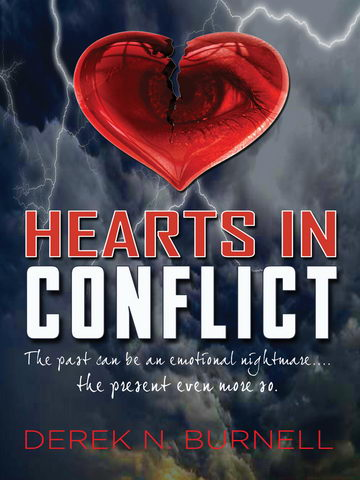 HEARTS IN
CONFLICT
The past can be an emotional nightmare....
the present even more so.
DEREK N. BURNELL